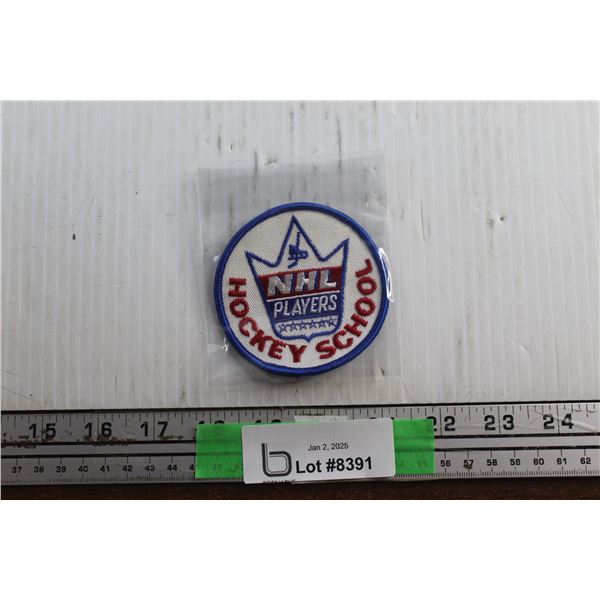 NHL
PLAYERS
HOCKEY SCHOOL
15 16 17 22 23 24
37 38 39 40 41 42 43 56 57 58 59 60 61 62
Jan 2, 2025
b Lot #8391